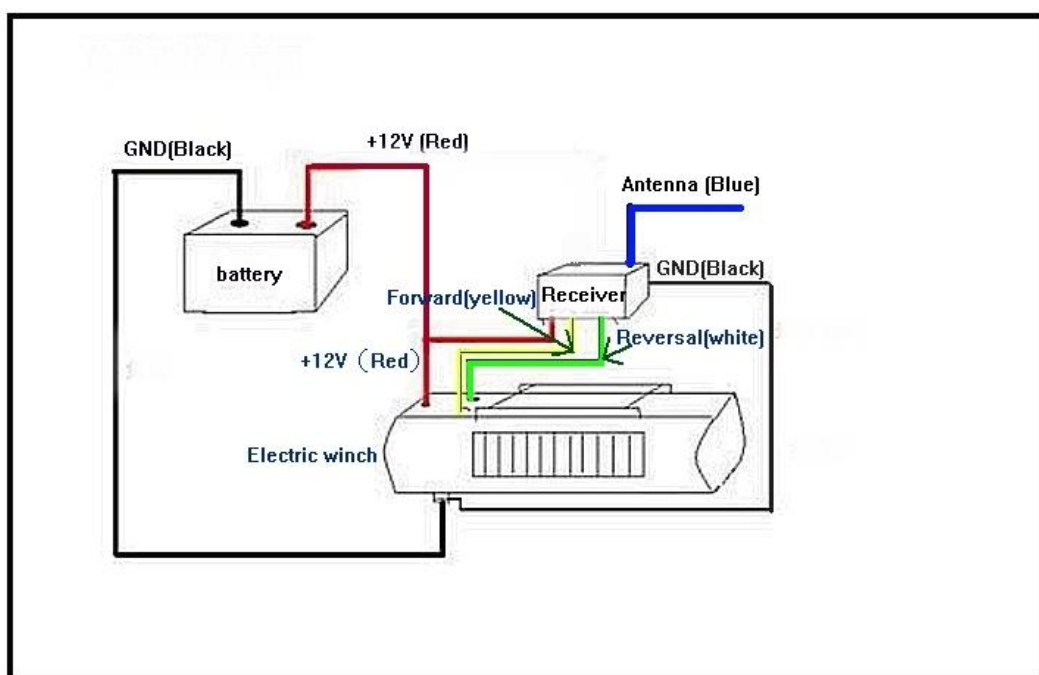 +12V (Red)
GND(Black)
Antenna (Blue)
battery
GND(Black)
Forward(yellow)
Receiver
Reversal(white)
+12V（Red）
Electric winch